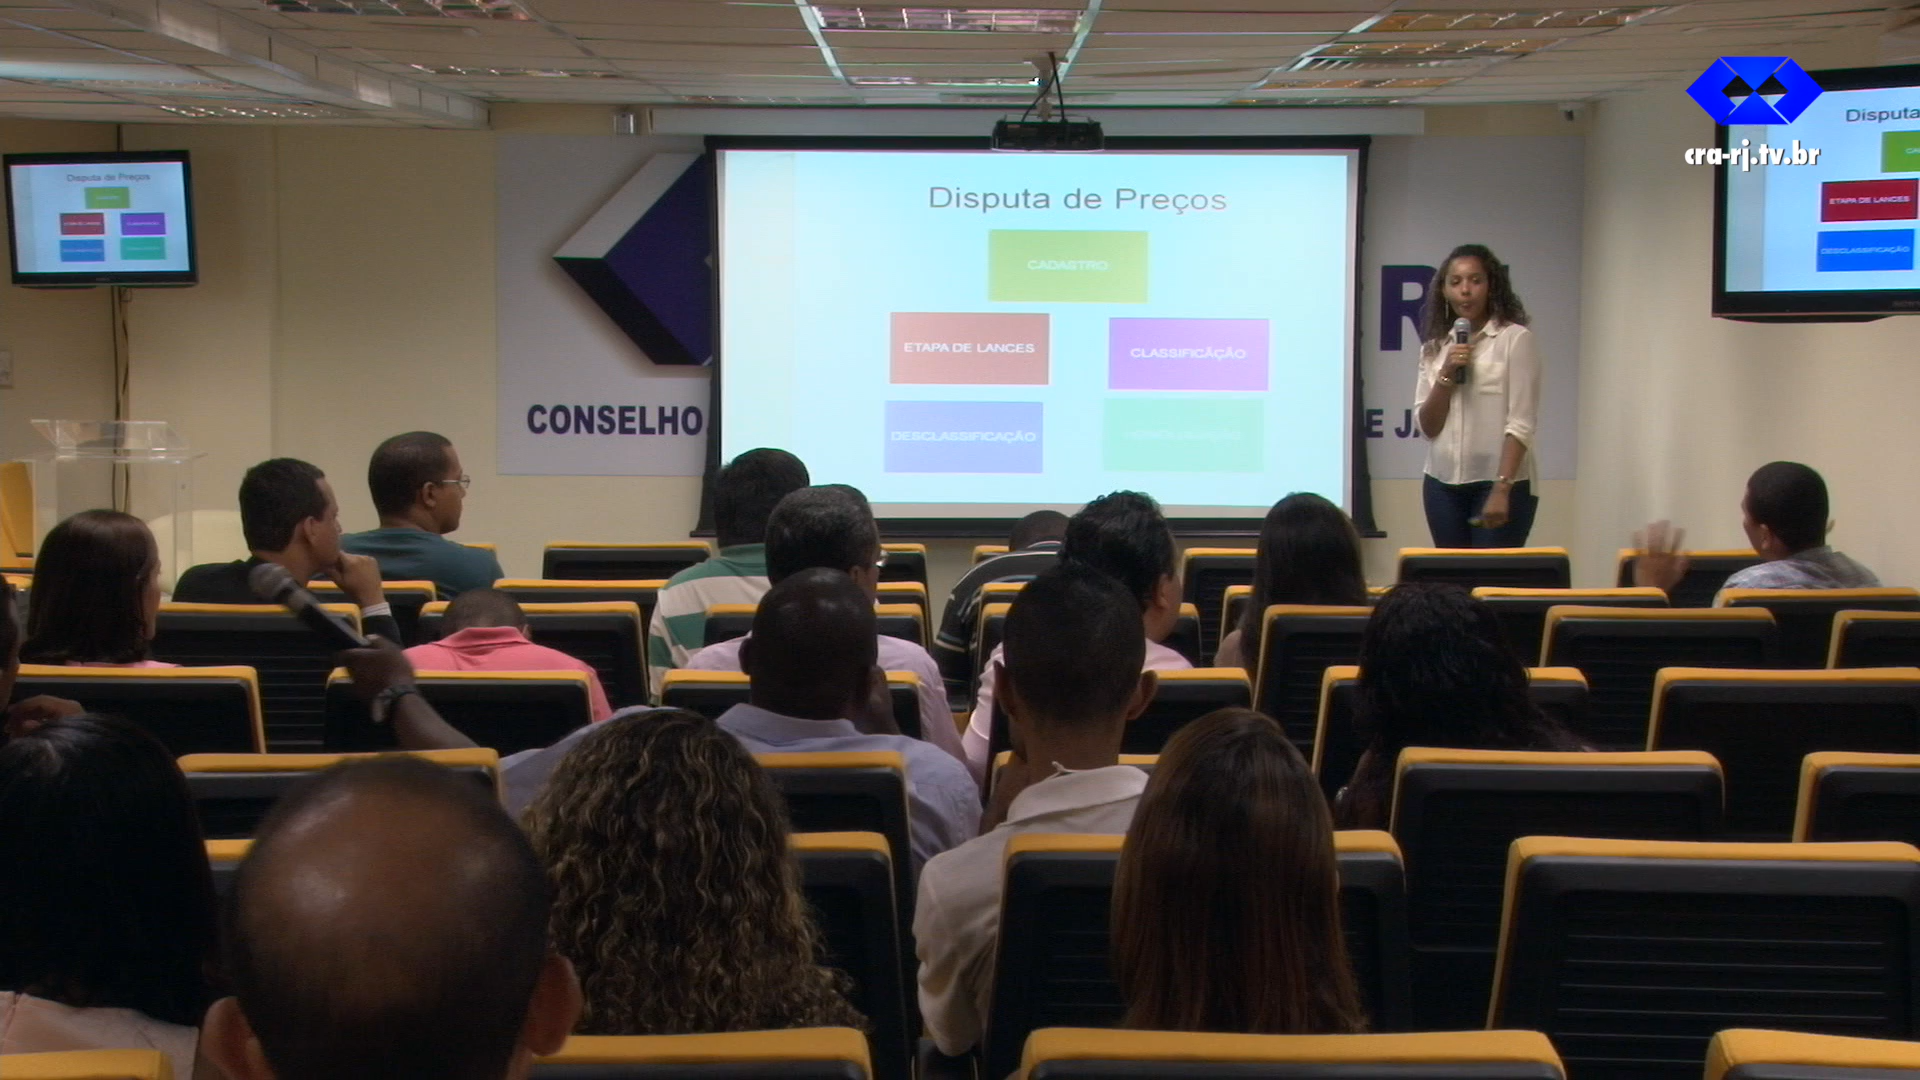 cra-rj.tv.br
Disputa de Preços
CADASTRO
ETAPA DE LANCES
CLASSIFICAÇÃO
DESCLASSIFICAÇÃO
CONSELHO
E JA
R
Disputa de Preços
Disputa
ETAPA DE LANCES
DESCLASSIFICAÇÃO